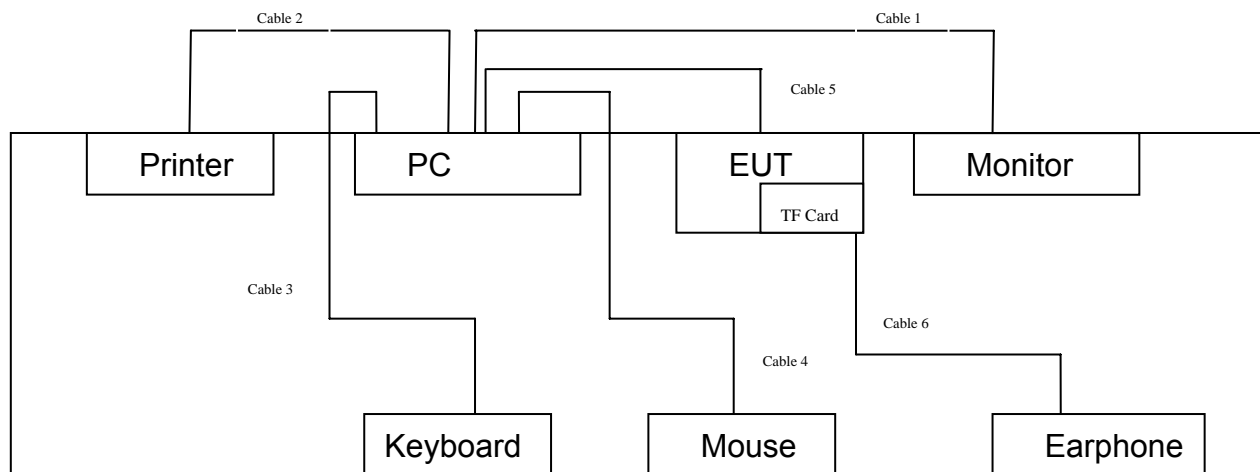 Cable 2
Cable 1
Cable 5
Printer
PC
EUT
Monitor
TF Card
Cable 3
Cable 6
Cable 4
Keyboard
Mouse
Earphone